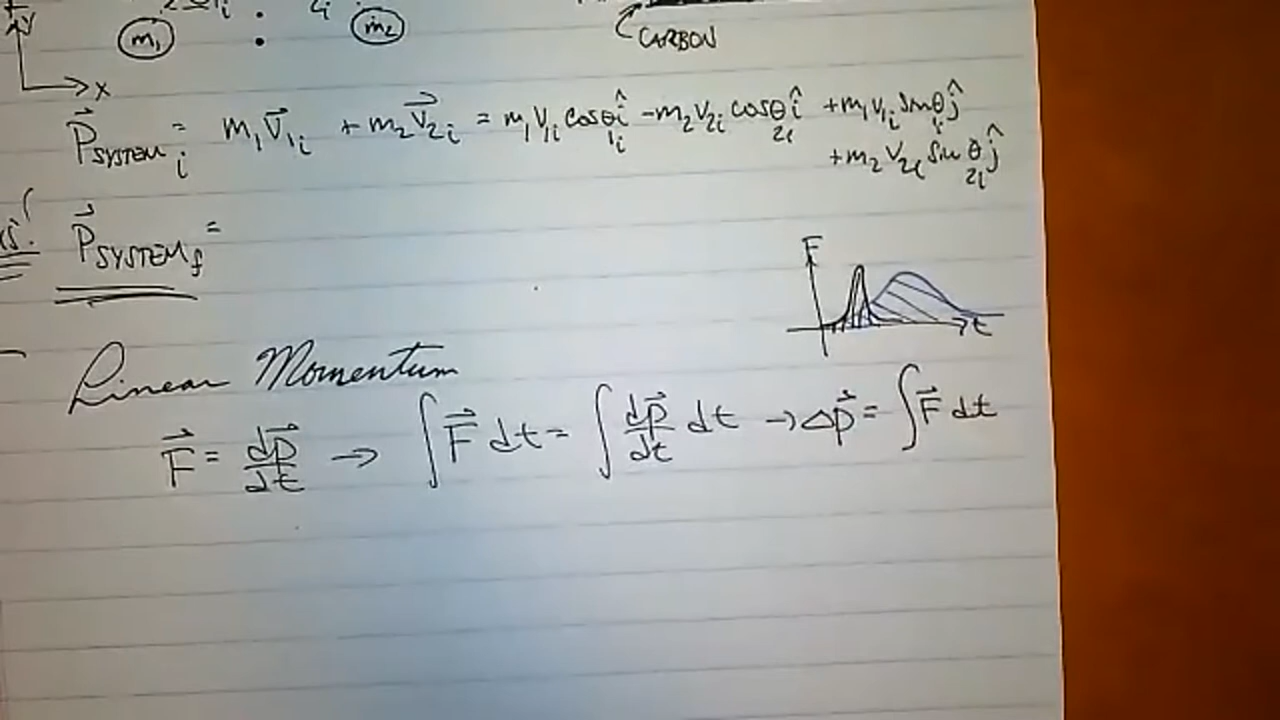 y
m₁ m₂
CARBON
x
P⃗SYSTEMᵢ = m₁V⃗₁ᵢ + m₂V⃗₂ᵢ = m₁V₁ᵢ cosθ₁ᵢ î - m₂V₂ᵢ cosθ₂ᵢ î + m₁V₁ᵢ sinθ₁ᵢ ĵ
+ m₂V₂ᵢ sinθ₂ᵢ ĵ
P⃗SYSTEMf =
F
t
Linear Momentum
F⃗ = dp⃗/dt → ∫F⃗ dt = ∫dp⃗/dt dt → Δp⃗ = ∫F⃗ dt